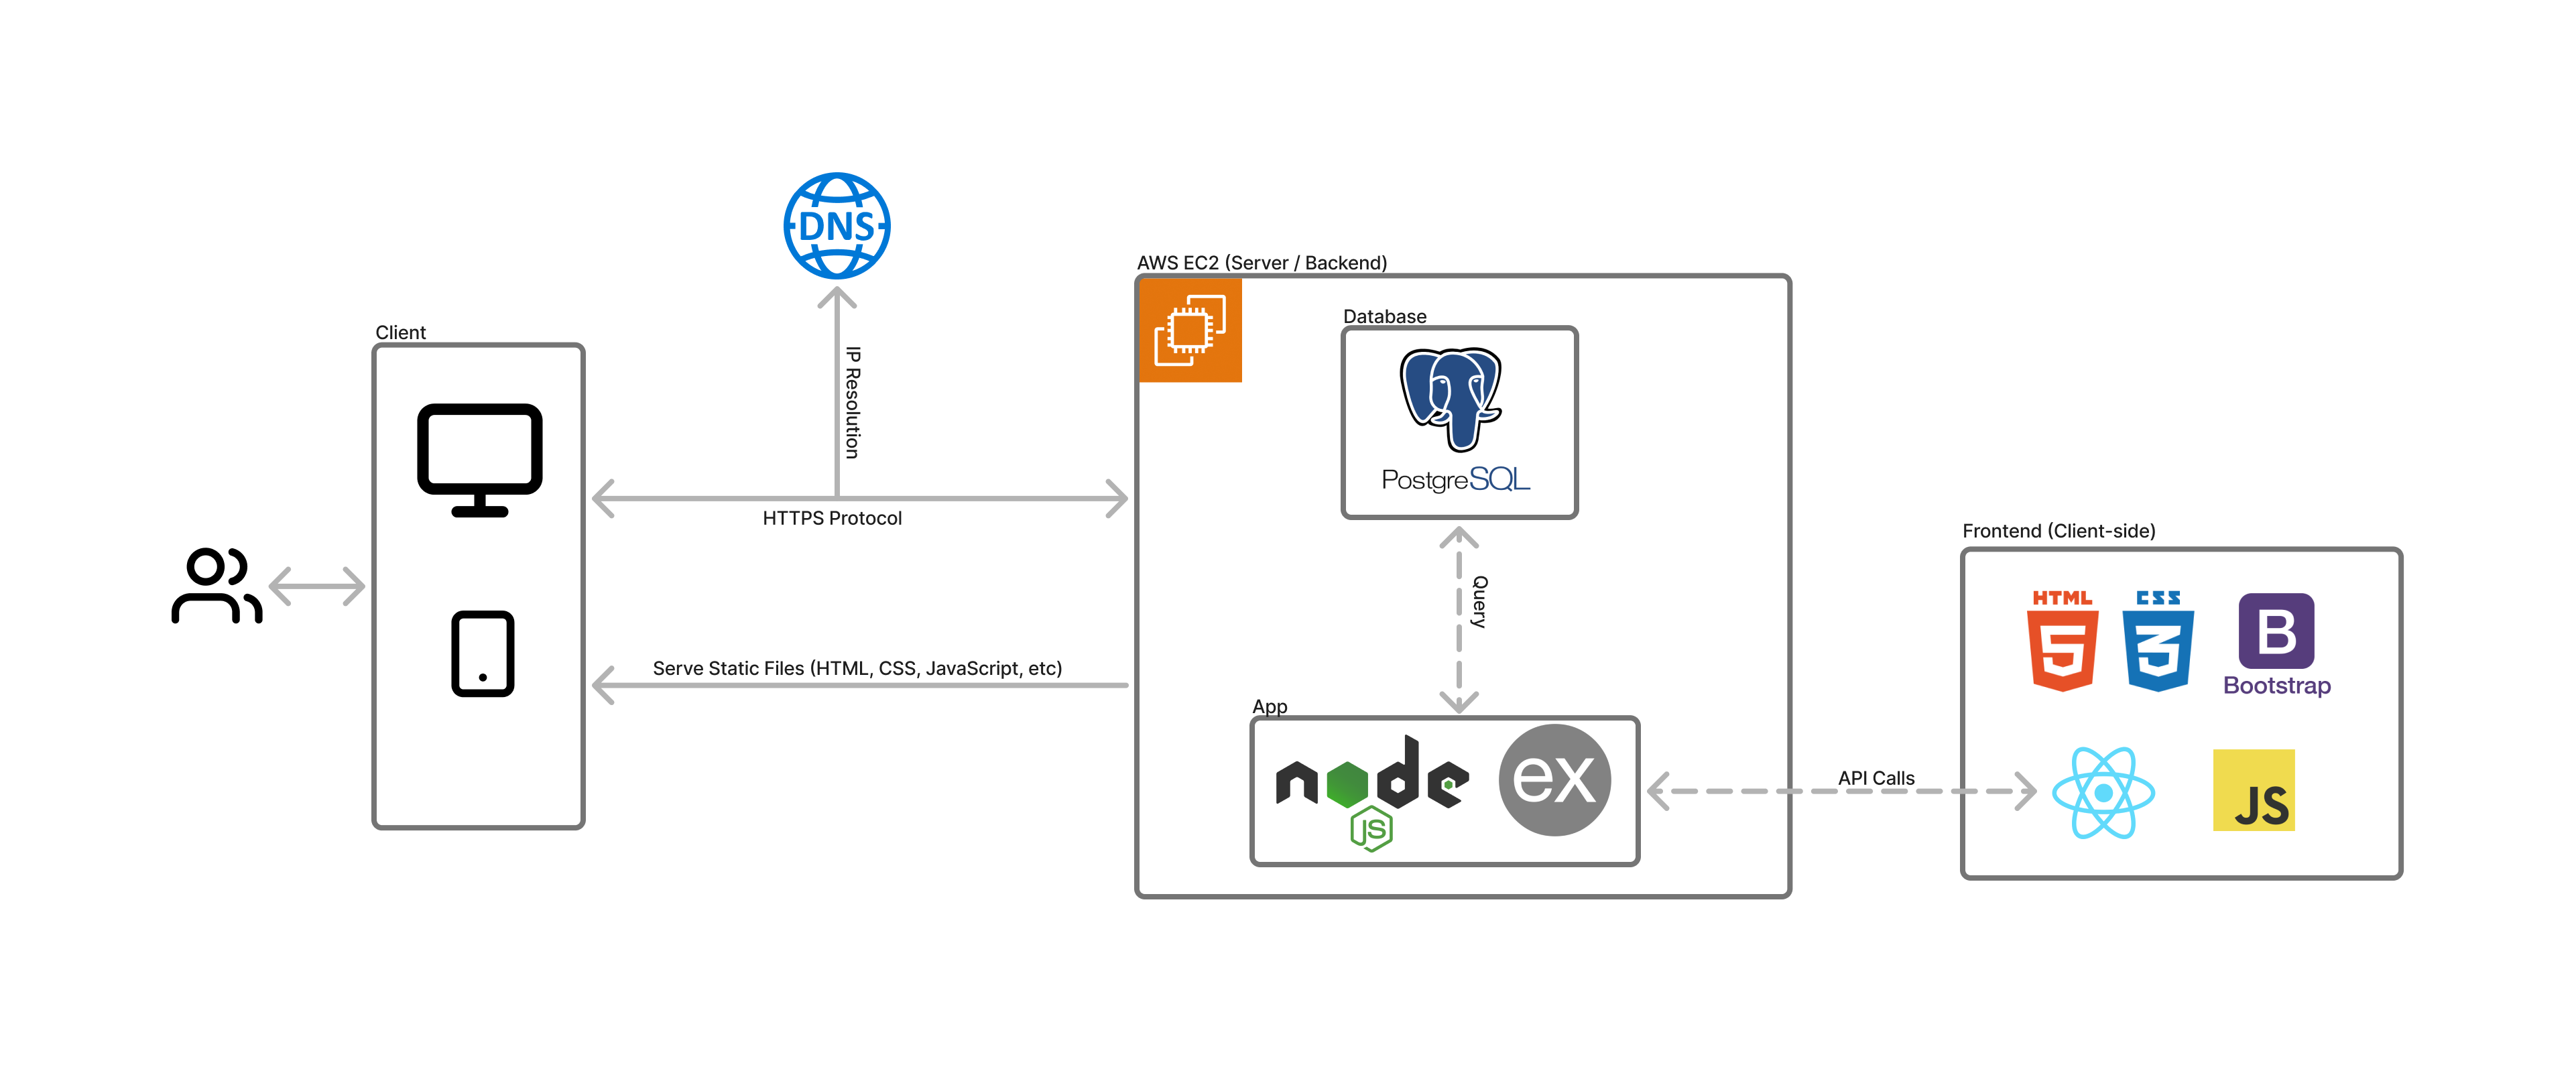 DNS
IP Resolution
Client
HTTPS Protocol
Serve Static Files (HTML, CSS, JavaScript, etc)
AWS EC2 (Server / Backend)
Database
PostgreSQL
Query
App
node
JS
ex
API Calls
Frontend (Client-side)
HTML
5
CSS
3
B
Bootstrap
JS